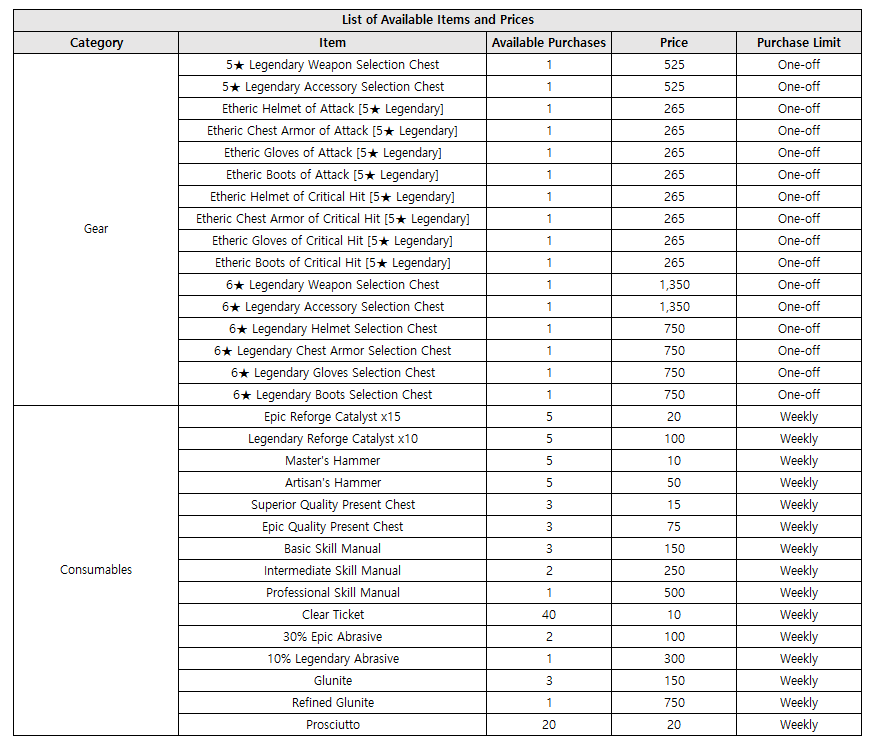 List of Available Items and Prices
Category Item Available Purchases Price Purchase Limit
Gear
5★ Legendary Weapon Selection Chest 1 525 One-off
5★ Legendary Accessory Selection Chest 1 525 One-off
Etheric Helmet of Attack [5★ Legendary] 1 265 One-off
Etheric Chest Armor of Attack [5★ Legendary] 1 265 One-off
Etheric Gloves of Attack [5★ Legendary] 1 265 One-off
Etheric Boots of Attack [5★ Legendary] 1 265 One-off
Etheric Helmet of Critical Hit [5★ Legendary] 1 265 One-off
Etheric Chest Armor of Critical Hit [5★ Legendary] 1 265 One-off
Etheric Gloves of Critical Hit [5★ Legendary] 1 265 One-off
Etheric Boots of Critical Hit [5★ Legendary] 1 265 One-off
6★ Legendary Weapon Selection Chest 1 1,350 One-off
6★ Legendary Accessory Selection Chest 1 1,350 One-off
6★ Legendary Helmet Selection Chest 1 750 One-off
6★ Legendary Chest Armor Selection Chest 1 750 One-off
6★ Legendary Gloves Selection Chest 1 750 One-off
6★ Legendary Boots Selection Chest 1 750 One-off
Consumables
Epic Reforge Catalyst x15 5 20 Weekly
Legendary Reforge Catalyst x10 5 100 Weekly
Master's Hammer 5 10 Weekly
Artisan's Hammer 5 50 Weekly
Superior Quality Present Chest 3 15 Weekly
Epic Quality Present Chest 3 75 Weekly
Basic Skill Manual 3 150 Weekly
Intermediate Skill Manual 2 250 Weekly
Professional Skill Manual 1 500 Weekly
Clear Ticket 40 10 Weekly
30% Epic Abrasive 2 100 Weekly
10% Legendary Abrasive 1 300 Weekly
Glunite 3 150 Weekly
Refined Glunite 1 750 Weekly
Prosciutto 20 20 Weekly